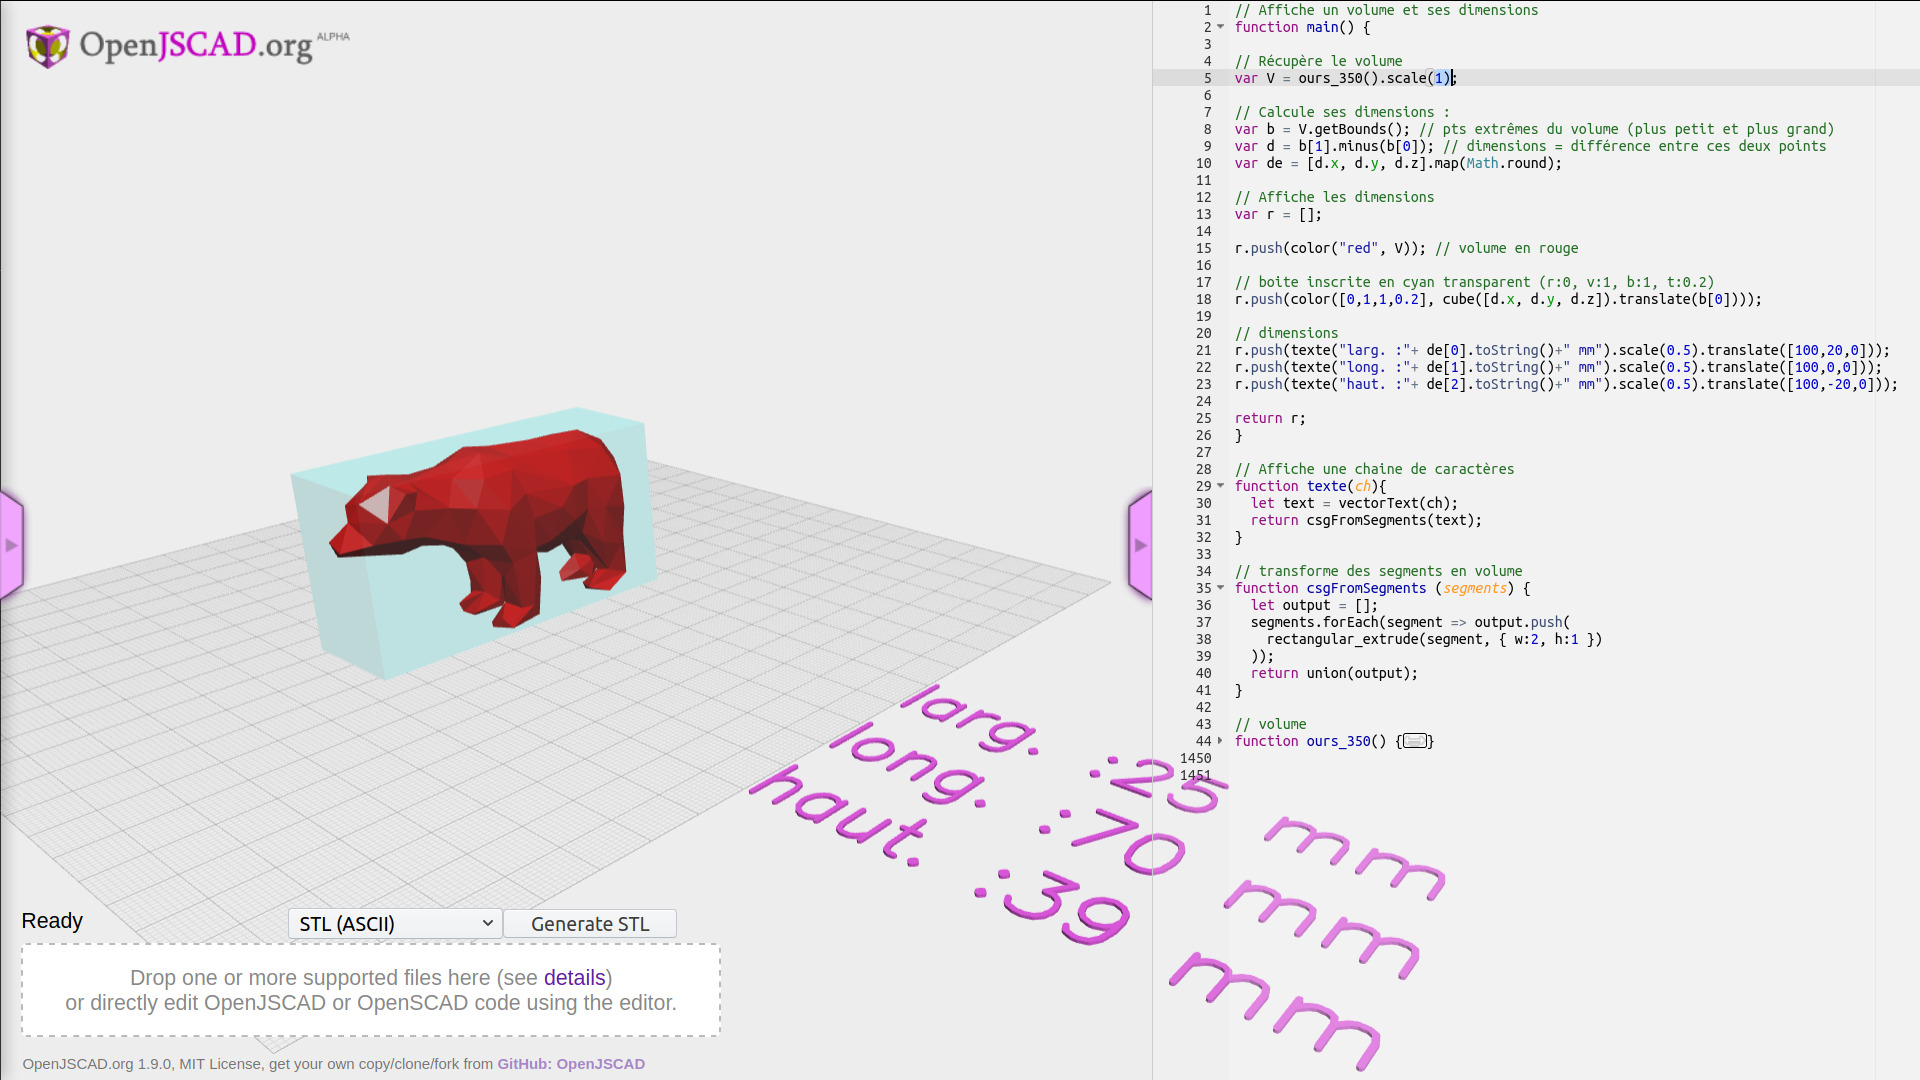 OpenJSCAD.org ALPHA
larg. :25 mm
long. :70 mm
haut. :39 mm
Ready
STL (ASCII)
Generate STL
Drop one or more supported files here (see details)
or directly edit OpenJSCAD or OpenSCAD code using the editor.
OpenJSCAD.org 1.9.0, MIT License, get your own copy/clone/fork from GitHub: OpenJSCAD
1 // Affiche un volume et ses dimensions
2 function main() {
3
4 // Récupère le volume
5 var V = ours_350().scale(1);
6
7 // Calcule ses dimensions :
8 var b = V.getBounds(); // pts extrêmes du volume (plus petit et plus grand)
9 var d = b[1].minus(b[0]); // dimensions = différence entre ces deux points
10 var de = [d.x, d.y, d.z].map(Math.round);
11
12 // Affiche les dimensions
13 var r = [];
14
15 r.push(color("red", V)); // volume en rouge
16
17 // boite inscrite en cyan transparent (r:0, v:1, b:1, t:0.2)
18 r.push(color([0,1,1,0.2], cube([d.x, d.y, d.z]).translate(b[0])));
19
20 // dimensions
21 r.push(texte("larg. :"+ de[0].toString()+" mm").scale(0.5).translate([100,20,0]));
22 r.push(texte("long. :"+ de[1].toString()+" mm").scale(0.5).translate([100,0,0]));
23 r.push(texte("haut. :"+ de[2].toString()+" mm").scale(0.5).translate([100,-20,0]));
24
25 return r;
26 }
27
28 // Affiche une chaine de caractères
29 function texte(ch){
30 let text = vectorText(ch);
31 return csgFromSegments(text);
32 }
33
34 // transforme des segments en volume
35 function csgFromSegments (segments) {
36 let output = [];
37 segments.forEach(segment => output.push(
38 rectangular_extrude(segment, { w:2, h:1 })
39 ));
40 return union(output);
41 }
42
43 // volume
44 function ours_350() {}
1450
1451